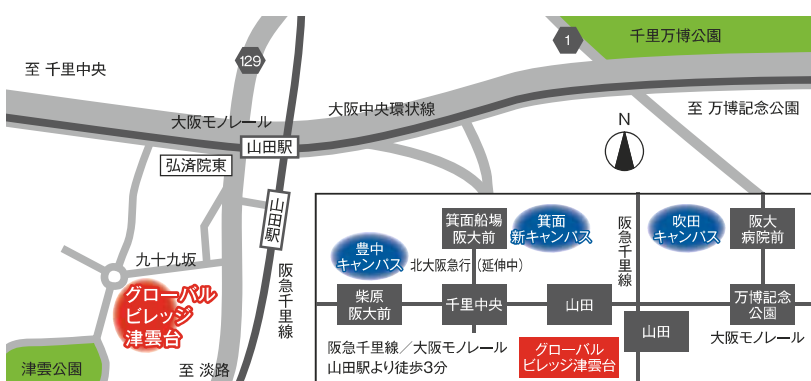 千里万博公園
1
129
至 千里中央
大阪中央環状線
至 万博記念公園
大阪モノレール
山田駅
N
弘済院東
山田駅
九十九坂
阪急千里線
グローバル
ビレッジ
津雲台
津雲公園
至 淡路
箕面船場
阪大前
箕面
新キャンパス
阪急千里線
吹田
キャンパス
阪大
病院前
豊中
キャンパス
北大阪急行(延伸中)
柴原
阪大前
千里中央
山田
万博記念
公園
山田
大阪モノレール
阪急千里線／大阪モノレール
山田駅より徒歩3分
グローバル
ビレッジ津雲台